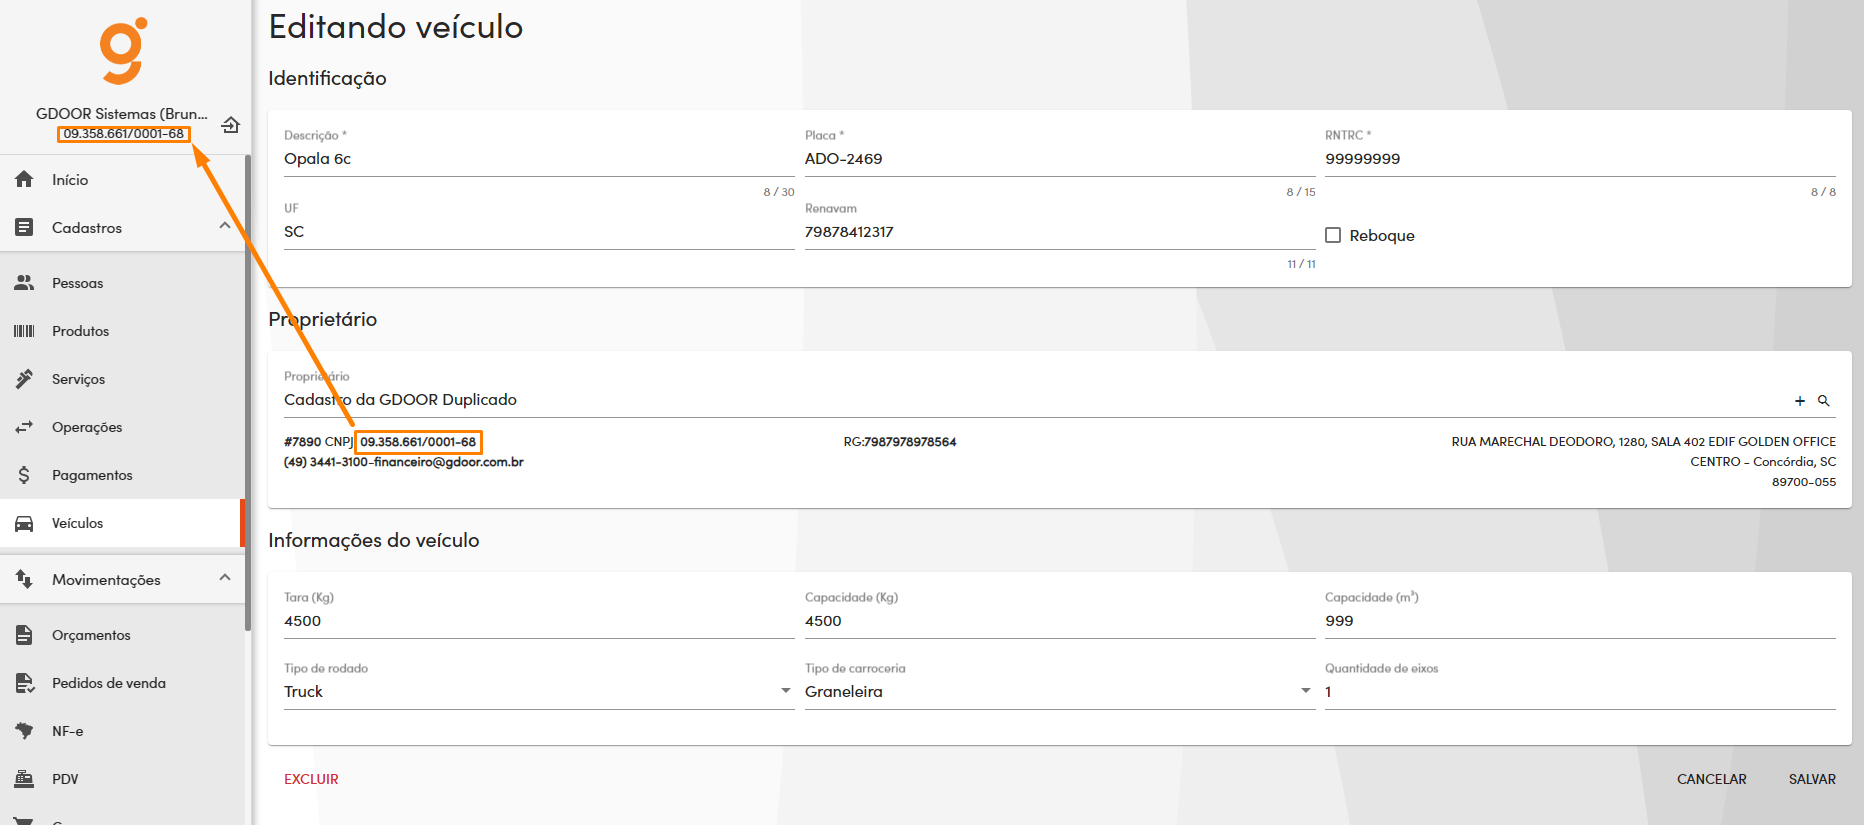 GDOOR Sistemas (Brun...
09.358.661/0001-68
Início
Cadastros
Pessoas
Produtos
Serviços
Operações
Pagamentos
Veículos
Movimentações
Orçamentos
Pedidos de venda
NF-e
PDV
Editando veículo
Identificação
Descrição *
Opala 6c
8 / 30
Placa *
ADO-2469
8 / 15
RNTRC *
99999999
8 / 8
UF
SC
Renavam
79878412317
11 / 11
Reboque
Proprietário
Proprietário
Cadastro da GDOOR Duplicado
#7890 CNPJ 09.358.661/0001-68
(49) 3441-3100-financeiro@gdoor.com.br
RG:7987978978564
RUA MARECHAL DEODORO, 1280, SALA 402 EDIF GOLDEN OFFICE
CENTRO - Concórdia, SC
89700-055
Informações do veículo
Tara (Kg)
4500
Capacidade (Kg)
4500
Capacidade (m³)
999
Tipo de rodado
Truck
Tipo de carroceria
Graneleira
Quantidade de eixos
1
EXCLUIR
CANCELAR
SALVAR